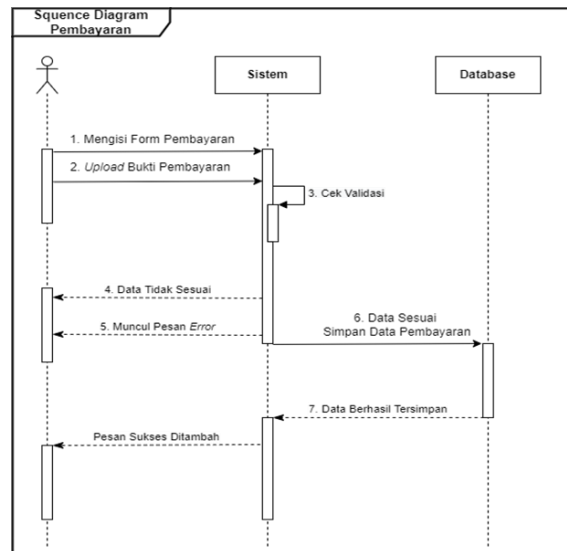 Squence Diagram
Pembayaran
Sistem
Database
1. Mengisi Form Pembayaran
2. Upload Bukti Pembayaran
3. Cek Validasi
4. Data Tidak Sesuai
5. Muncul Pesan Error
6. Data Sesuai
Simpan Data Pembayaran
7. Data Berhasil Tersimpan
Pesan Sukses Ditambah